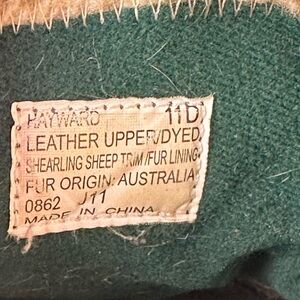 HAYWARD 11D
LEATHER UPPER/DYED
SHEARLING SHEEP TRIM/FUR LINING
FUR ORIGIN: AUSTRALIA
0862 J11
MADE IN CHINA